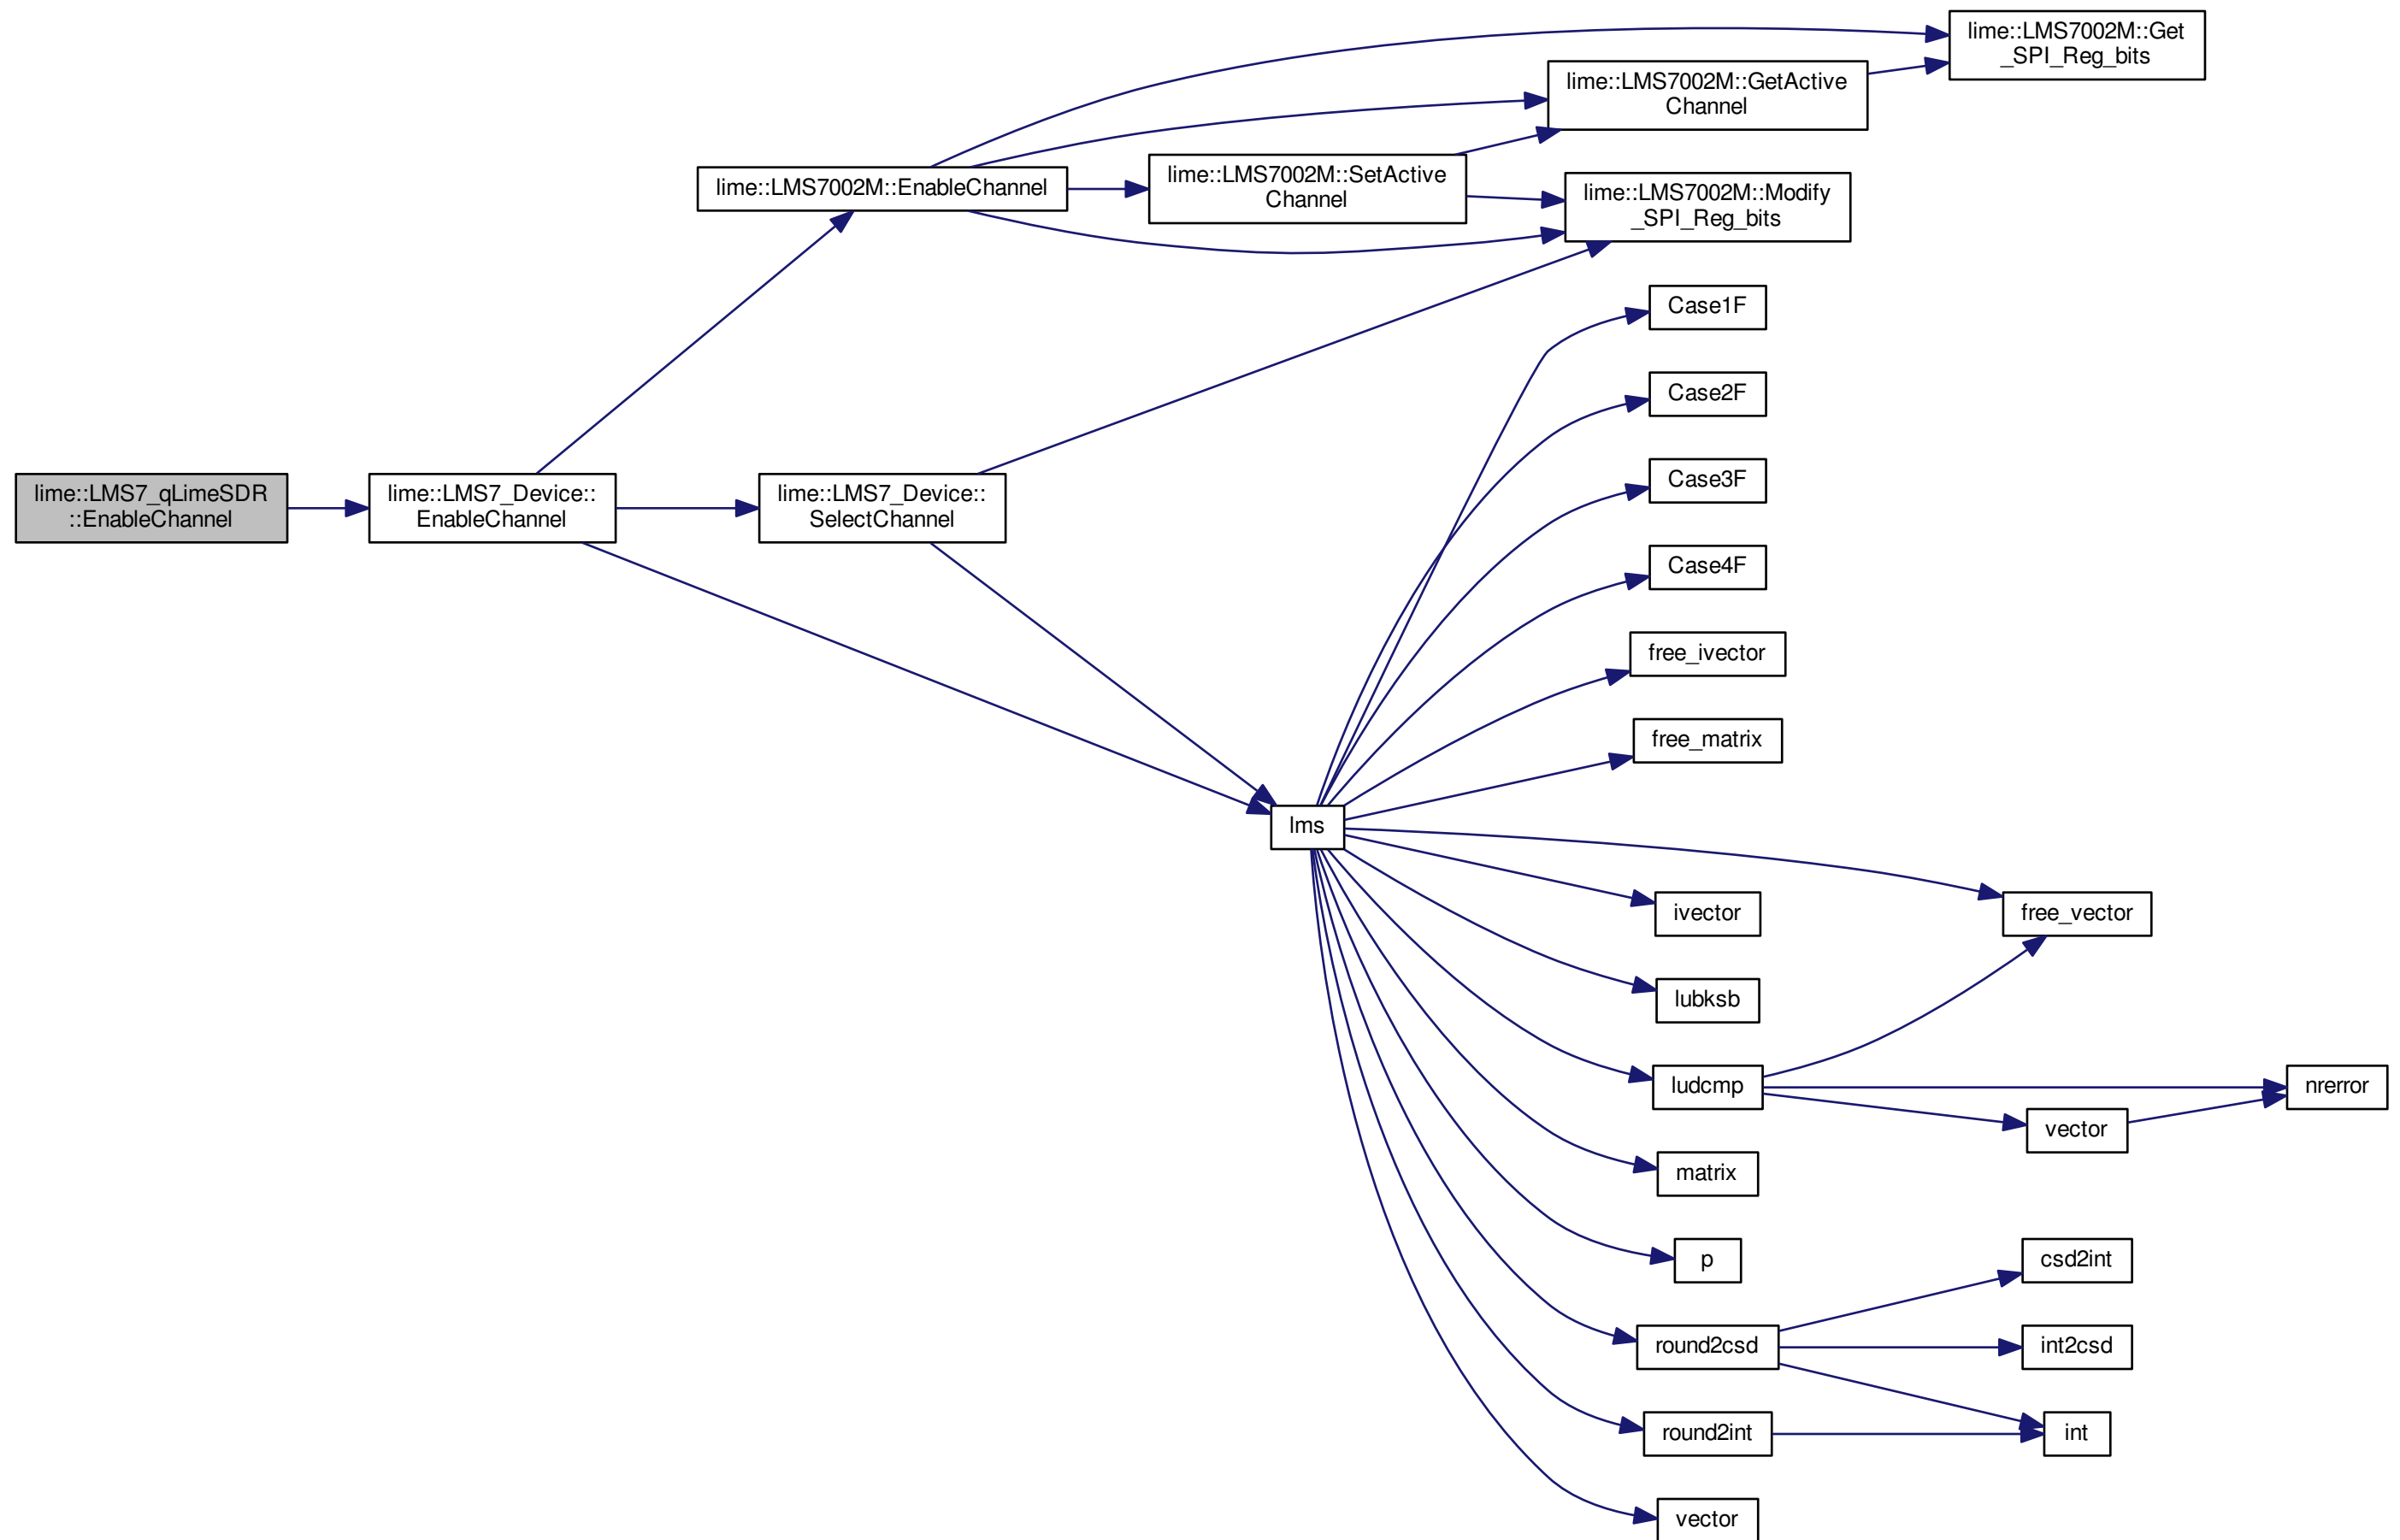 lime::LMS7_qLimeSDR
::EnableChannel
lime::LMS7_Device::
EnableChannel
lime::LMS7002M::EnableChannel
lime::LMS7_Device::
SelectChannel
lime::LMS7002M::SetActive
Channel
lime::LMS7002M::GetActive
Channel
lime::LMS7002M::Get
_SPI_Reg_bits
lime::LMS7002M::Modify
_SPI_Reg_bits
lms
Case1F
Case2F
Case3F
Case4F
free_ivector
free_matrix
free_vector
ivector
lubksb
ludcmp
nrerror
vector
matrix
p
round2csd
csd2int
int2csd
int
round2int
vector